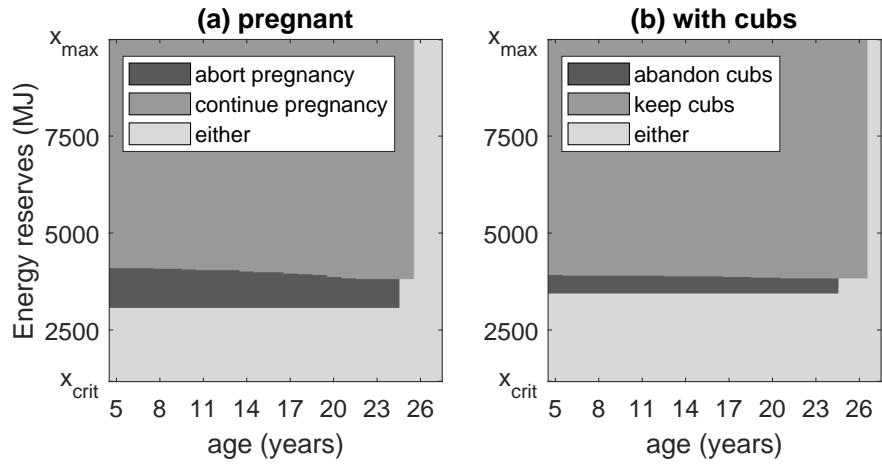 (a) pregnant
x_max
7500
5000
2500
x_crit
Energy reserves (MJ)
abort pregnancy
continue pregnancy
either
5 8 11 14 17 20 23 26
age (years)
(b) with cubs
x_max
7500
5000
2500
x_crit
abandon cubs
keep cubs
either
5 8 11 14 17 20 23 26
age (years)